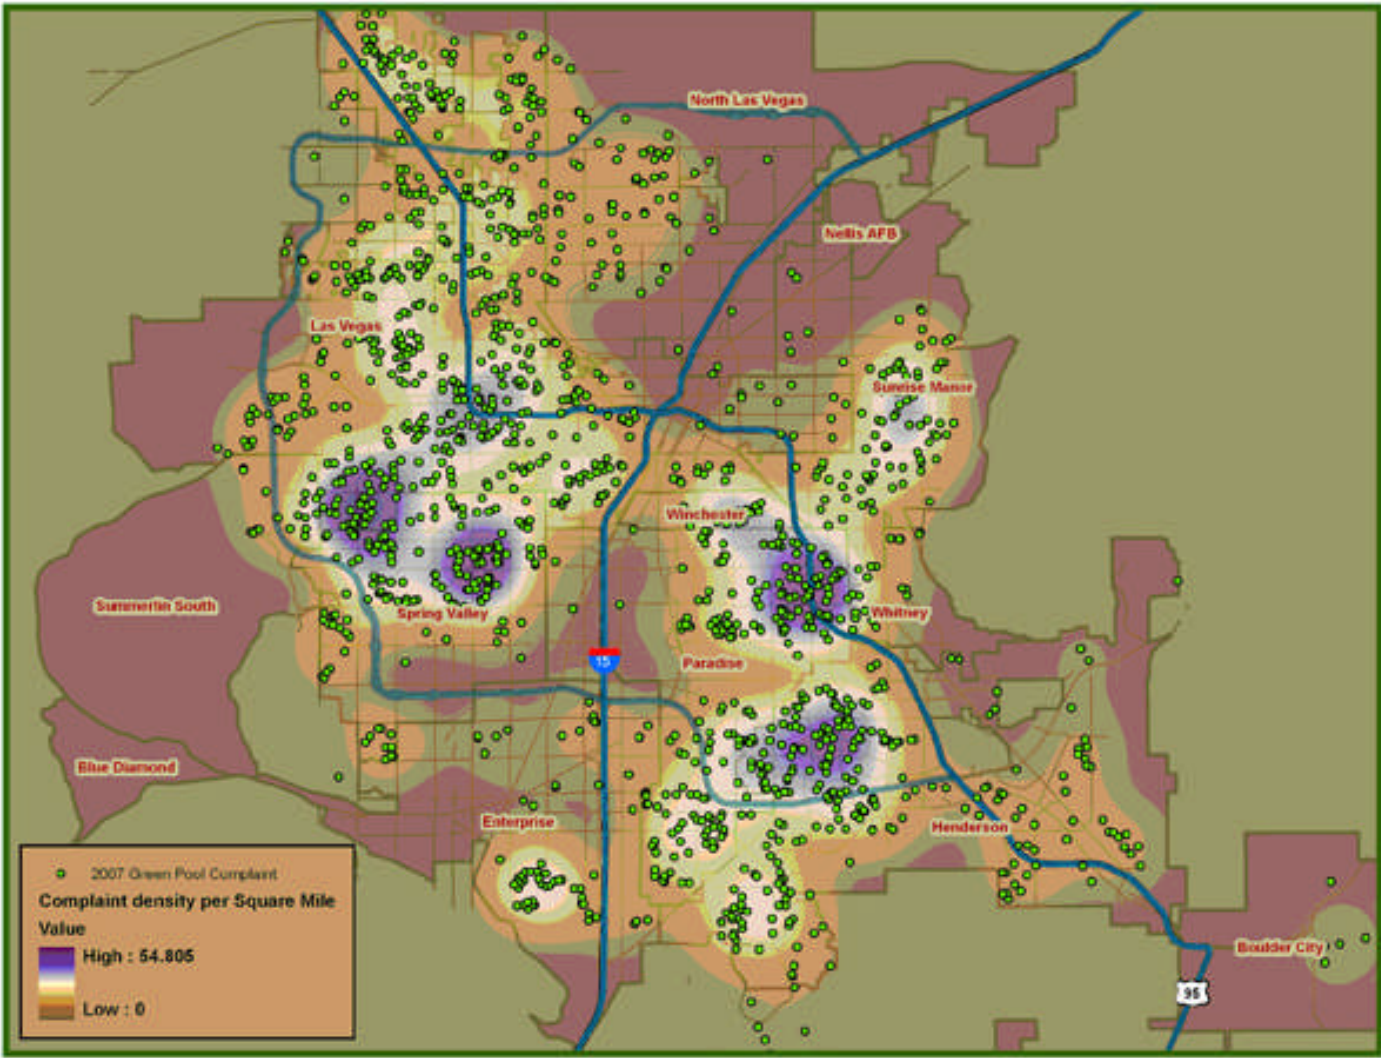 North Las Vegas
Nellis AFB
Las Vegas
Sunrise Manor
Winchester
Summerlin South
Spring Valley
Whitney
15
Paradise
Blue Diamond
Enterprise
Henderson
2007 Green Pool Complaint
Complaint density per Square Mile
Value
High : 54.805
Low : 0
Boulder City
95